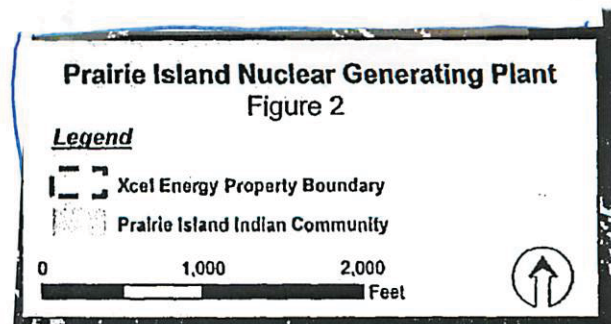 Prairie Island Nuclear Generating Plant
Figure 2
Legend
Xcel Energy Property Boundary
Prairie Island Indian Community
0 1,000 2,000
Feet